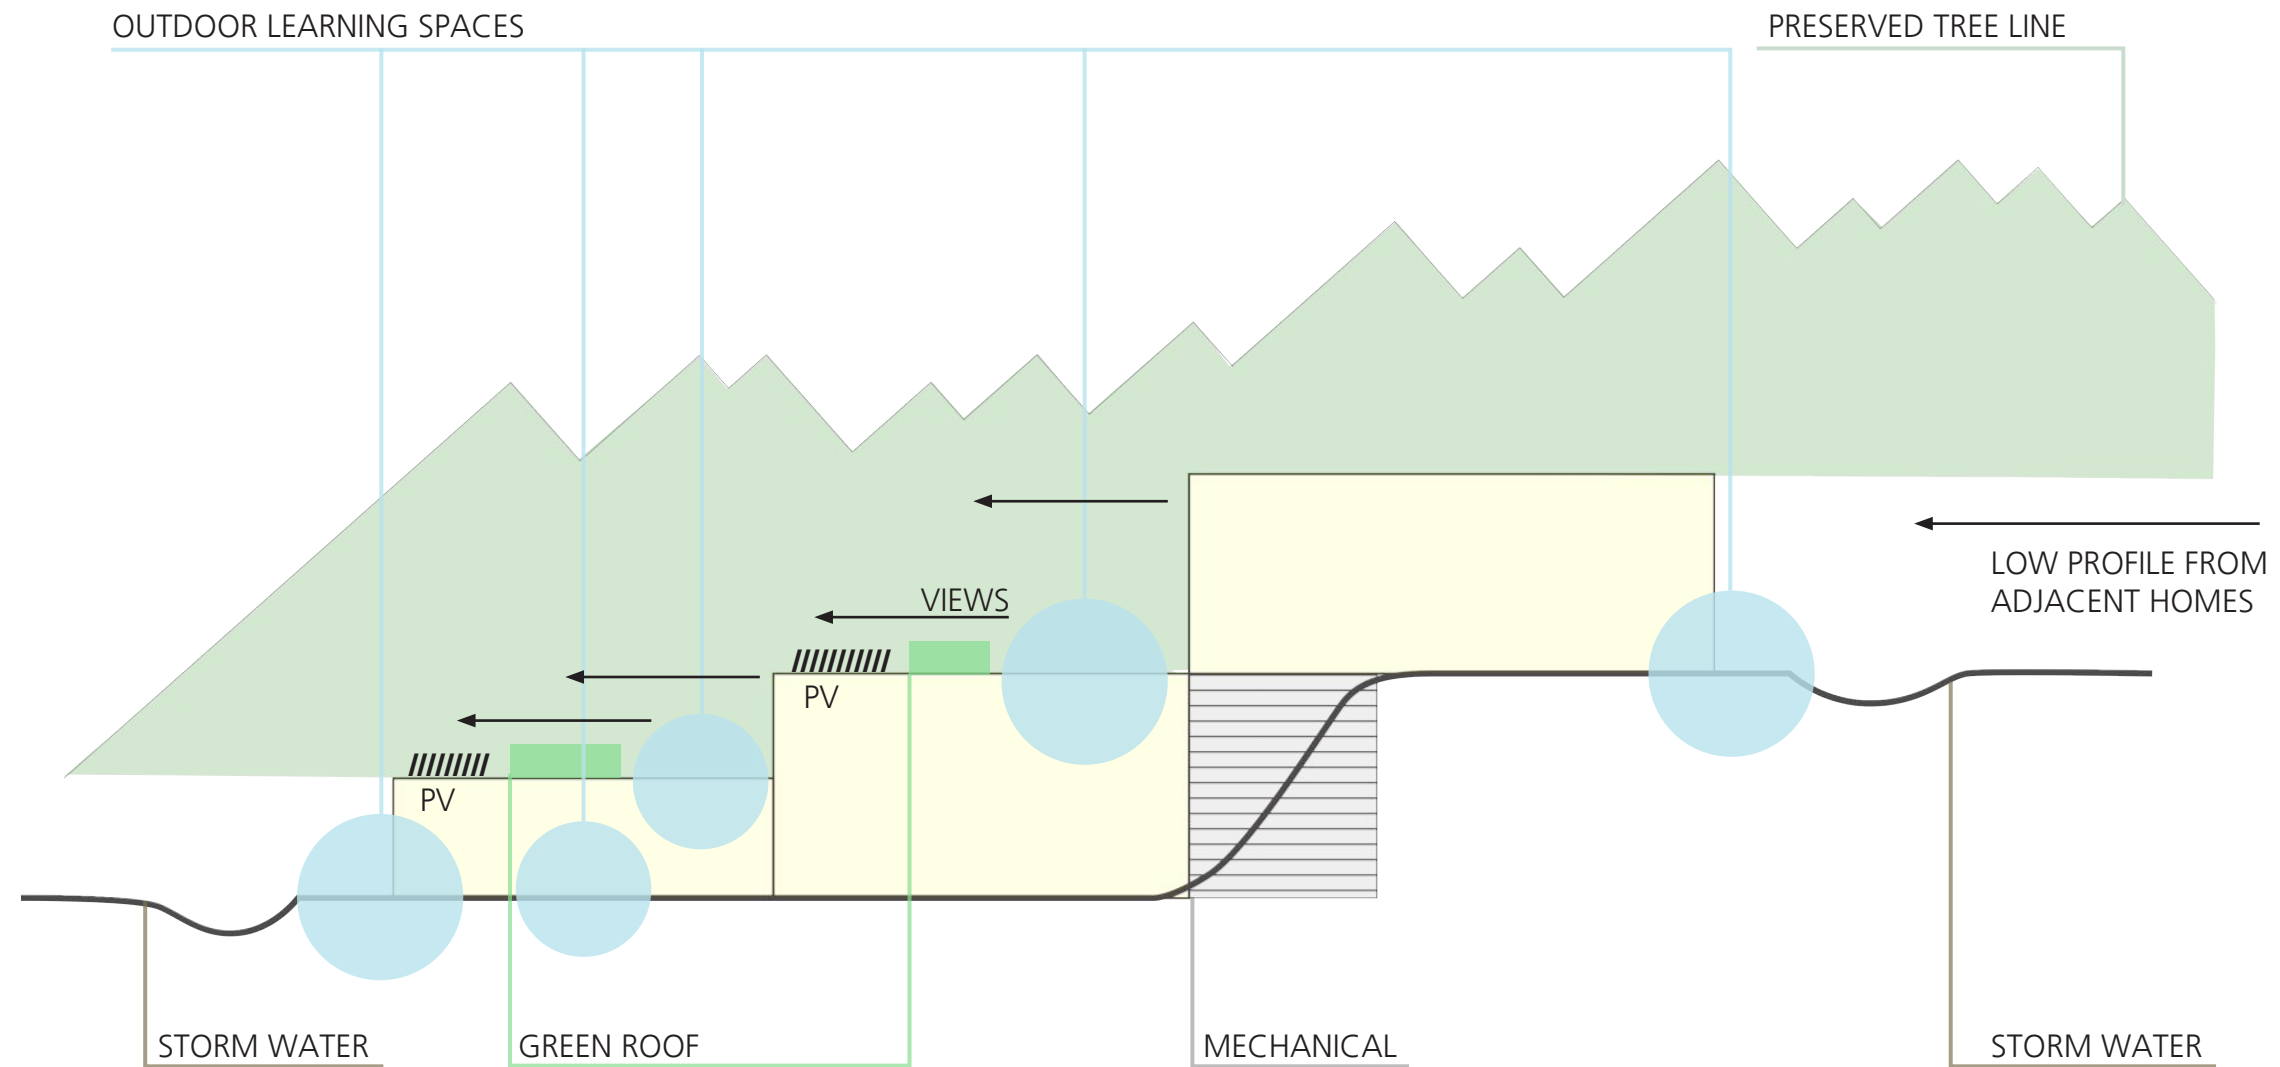 OUTDOOR LEARNING SPACES
PRESERVED TREE LINE
LOW PROFILE FROM
ADJACENT HOMES
VIEWS
PV
PV
STORM WATER
GREEN ROOF
MECHANICAL
STORM WATER